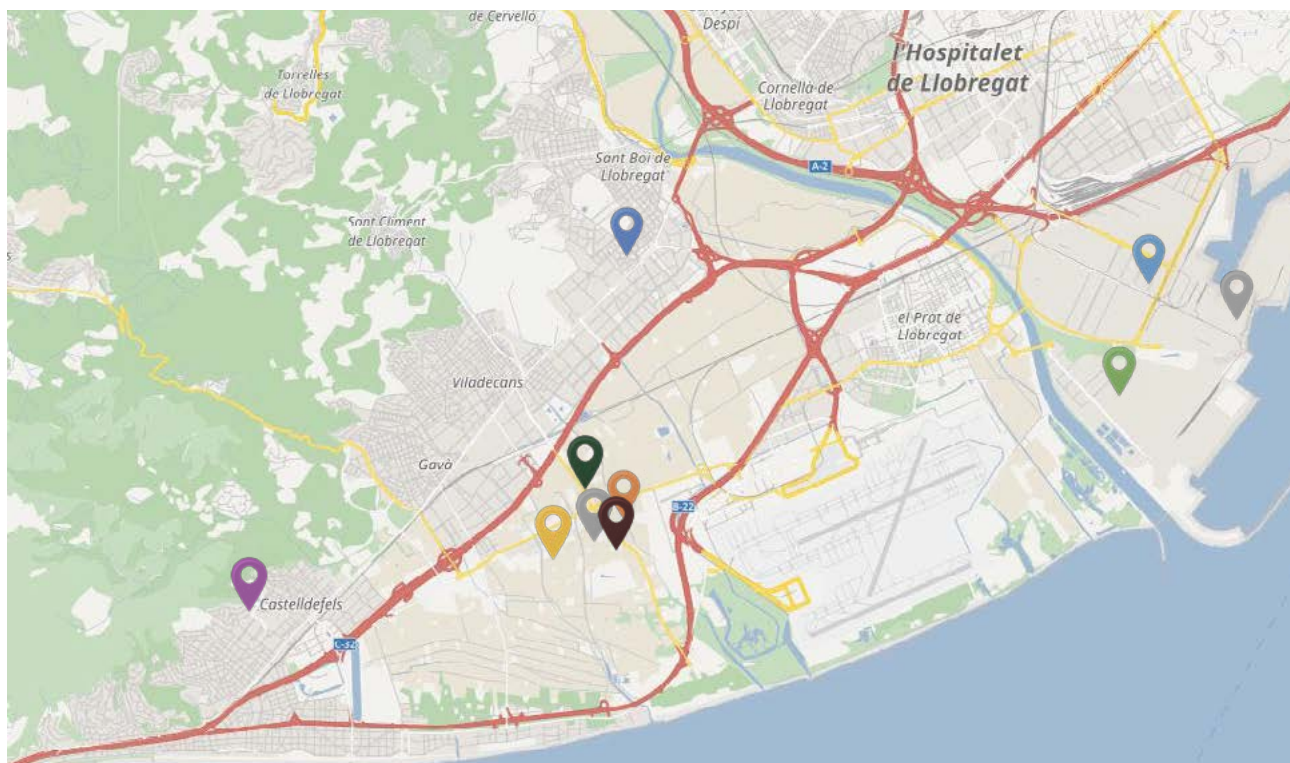 de Cervelló
Despí
l'Hospitalet
de Llobregat
Torrelles
de Llobregat
Cornellà de
Llobregat
Sant Boi de
Llobregat
A-2
Sant Climent
de Llobregat
el Prat de
Llobregat
Viladecans
Gavà
B-22
Castelldefels
C-32